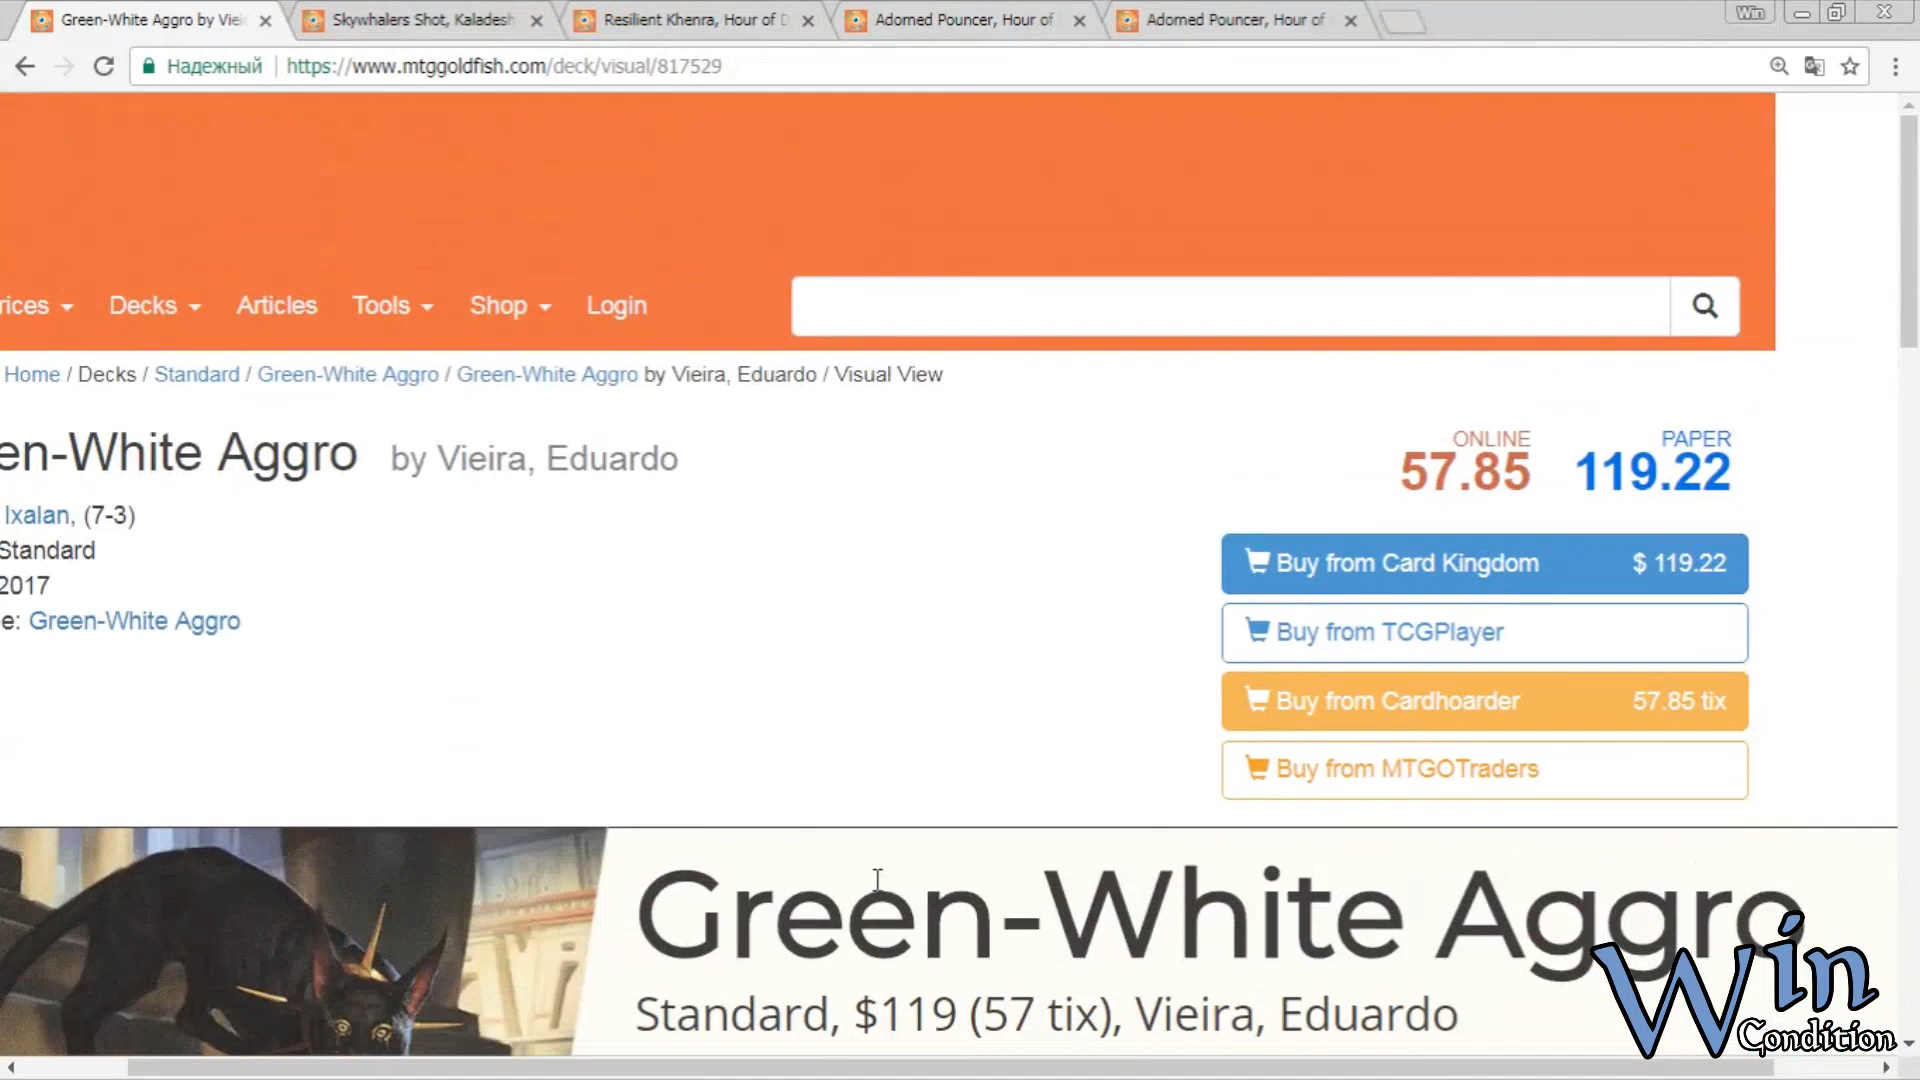 Green-White Aggro by Viei
Skywhalers Shot, Kaladesh
Resilient Khenra, Hour of D
Adorned Pouncer, Hour of
Adorned Pouncer, Hour of
Win
Надежный
https://www.mtggoldfish.com/deck/visual/817529
rices
Decks
Articles
Tools
Shop
Login
Home / Decks / Standard / Green-White Aggro / Green-White Aggro by Vieira, Eduardo / Visual View
en-White Aggro by Vieira, Eduardo
ONLINE
57.85
PAPER
119.22
Ixalan, (7-3)
Standard
2017
e: Green-White Aggro
Buy from Card Kingdom $ 119.22
Buy from TCGPlayer
Buy from Cardhoarder 57.85 tix
Buy from MTGOTraders
Green-White Aggro
Standard, $119 (57 tix), Vieira, Eduardo
Win
Condition